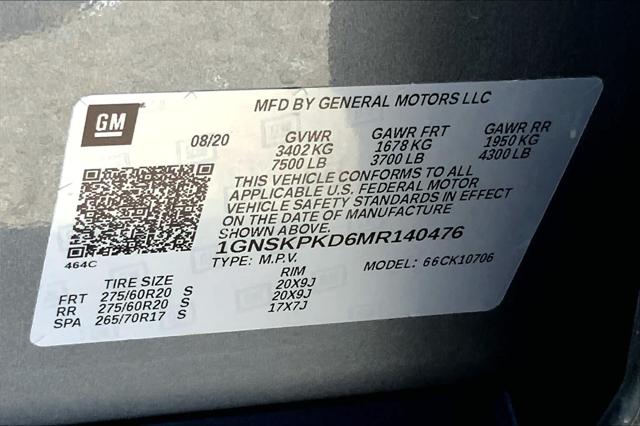 MFD BY GENERAL MOTORS LLC
GM
08/20 GVWR GAWR FRT GAWR RR
3402 KG 1678 KG 1950 KG
7500 LB 3700 LB 4300 LB
THIS VEHICLE CONFORMS TO ALL
APPLICABLE U.S. FEDERAL MOTOR
VEHICLE SAFETY STANDARDS IN EFFECT
ON THE DATE OF MANUFACTURE
SHOWN ABOVE.
1GNSKPKD6MR140476
464C
TYPE: M.P.V. MODEL: 66CK10706
TIRE SIZE RIM
FRT 275/60R20 S 20X9J
RR 275/60R20 S 20X9J
SPA 265/70R17 S 17X7J